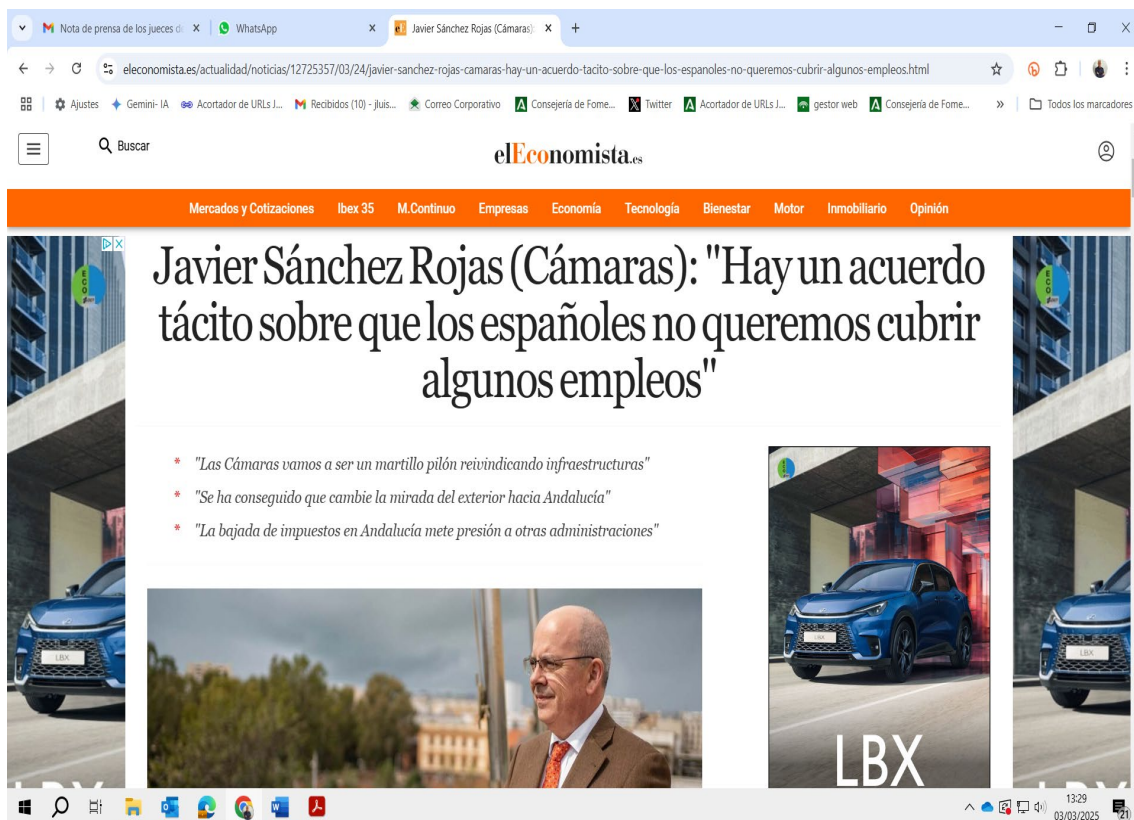 Nota de prensa de los jueces d
WhatsApp
Javier Sánchez Rojas (Cámaras):
eleconomista.es/actualidad/noticias/12725357/03/24/javier-sanchez-rojas-camaras-hay-un-acuerdo-tacito-sobre-que-los-espanoles-no-queremos-cubrir-algunos-empleos.html
Ajustes Gemini- IA Acortador de URLs J... Recibidos (10) - jluis... Correo Corporativo Consejería de Fome... Twitter Acortador de URLs J... gestor web Consejería de Fome... » Todos los marcadores
Buscar
elEconomista.es
Mercados y Cotizaciones Ibex 35 M.Continuo Empresas Economía Tecnología Bienestar Motor Inmobiliario Opinión
Javier Sánchez Rojas (Cámaras): "Hay un acuerdo
tácito sobre que los españoles no queremos cubrir
algunos empleos"
* "Las Cámaras vamos a ser un martillo pilón reivindicando infraestructuras"
* "Se ha conseguido que cambie la mirada del exterior hacia Andalucía"
* "La bajada de impuestos en Andalucía mete presión a otras administraciones"
ECO
ECO
LBX
LBX
LBX
LBX
13:29
03/03/2025
21